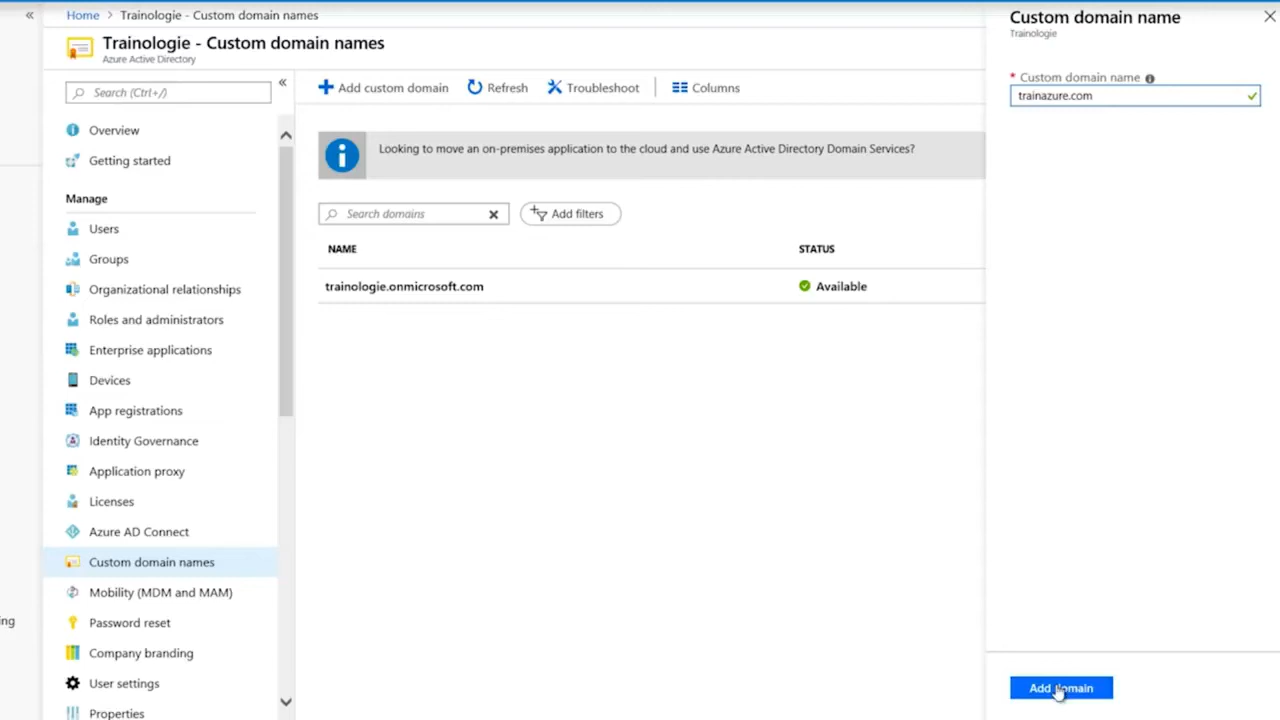 «
Home > Trainologie - Custom domain names
Trainologie - Custom domain names
Azure Active Directory
Search (Ctrl+/)
«
Overview
Getting started
Manage
Users
Groups
Organizational relationships
Roles and administrators
Enterprise applications
Devices
App registrations
Identity Governance
Application proxy
Licenses
Azure AD Connect
Custom domain names
Mobility (MDM and MAM)
Password reset
Company branding
User settings
Properties
Add custom domain Refresh Troubleshoot Columns
Looking to move an on-premises application to the cloud and use Azure Active Directory Domain Services?
Search domains
Add filters
NAME STATUS
trainologie.onmicrosoft.com Available
Custom domain name
Trainologie
* Custom domain name
trainazure.com
Add domain